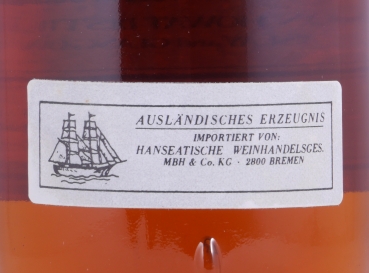 AUSLÄNDISCHES ERZEUGNIS
IMPORTIERT VON:
HANSEATISCHE WEINHANDELSGES.
MBH & Co. KG · 2800 BREMEN